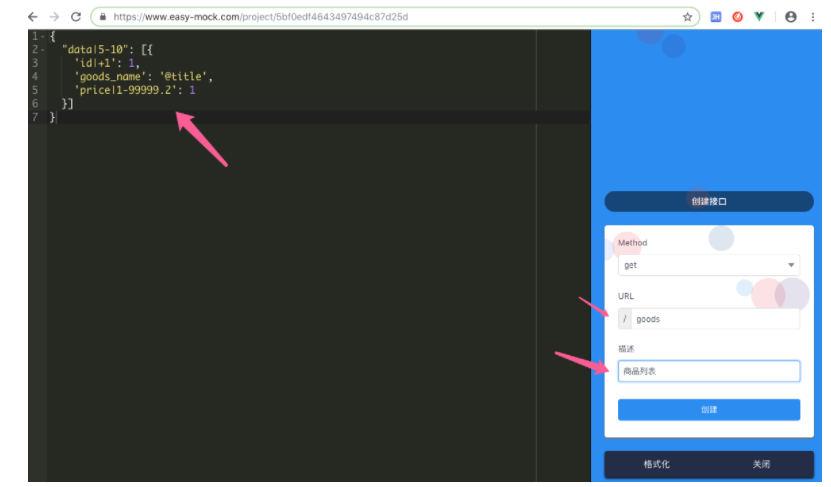 https://www.easy-mock.com/project/5bf0edf4643497494c87d25d
1 {
2 "data|5-10": [{
3 'id|+1': 1,
4 'goods_name': '@title',
5 'price|1-99999.2': 1
6 }]
7 }
创建接口
Method
get
URL
/ goods
描述
商品列表
创建
格式化 关闭